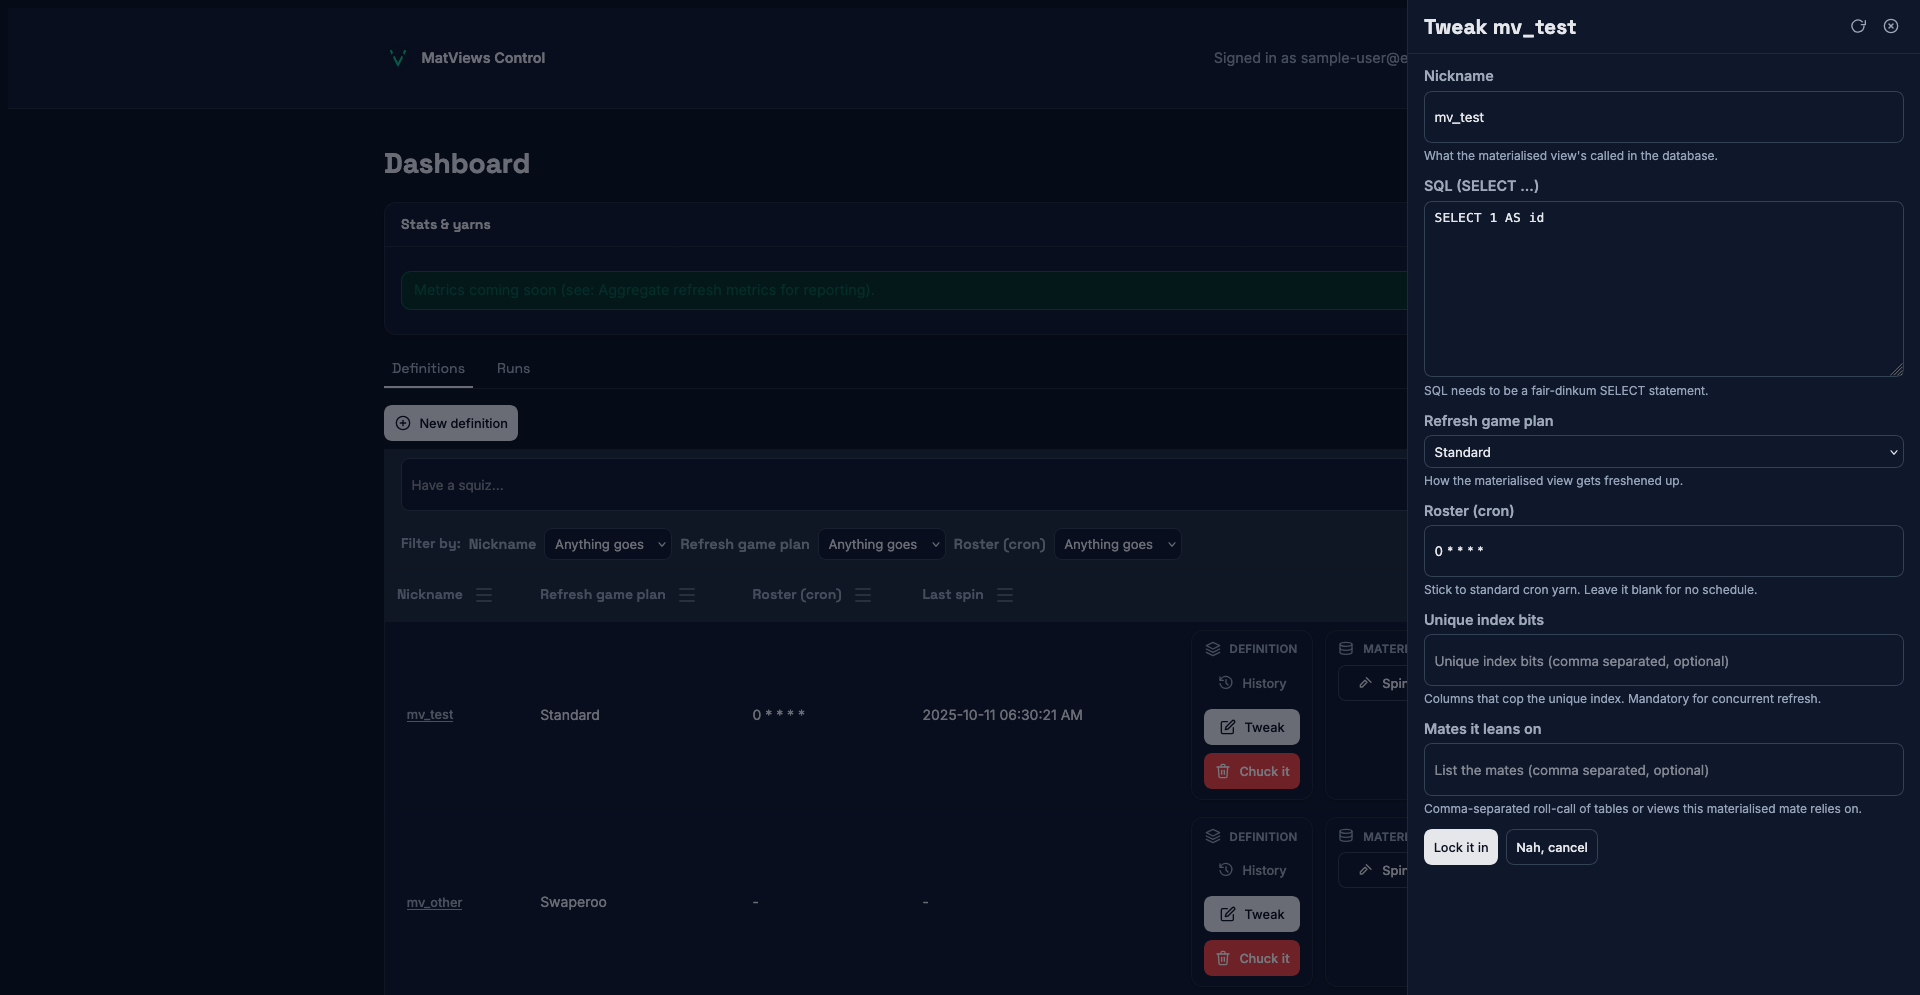 MatViews Control
Signed in as sample-user@e
Dashboard
Stats & yarns
Metrics coming soon (see: Aggregate refresh metrics for reporting).
Definitions Runs
New definition
Have a squiz...
Filter by: Nickname Anything goes Refresh game plan Anything goes Roster (cron) Anything goes
Nickname Refresh game plan Roster (cron) Last spin
DEFINITION MATERI
History Spin
mv_test Standard 0 * * * * 2025-10-11 06:30:21 AM
Tweak
Chuck it
DEFINITION MATERI
History Spin
mv_other Swaperoo - -
Tweak
Chuck it
Tweak mv_test
Nickname
mv_test
What the materialised view's called in the database.
SQL (SELECT ...)
SELECT 1 AS id
SQL needs to be a fair-dinkum SELECT statement.
Refresh game plan
Standard
How the materialised view gets freshened up.
Roster (cron)
0 * * * *
Stick to standard cron yarn. Leave it blank for no schedule.
Unique index bits
Unique index bits (comma separated, optional)
Columns that cop the unique index. Mandatory for concurrent refresh.
Mates it leans on
List the mates (comma separated, optional)
Comma-separated roll-call of tables or views this materialised mate relies on.
Lock it in Nah, cancel